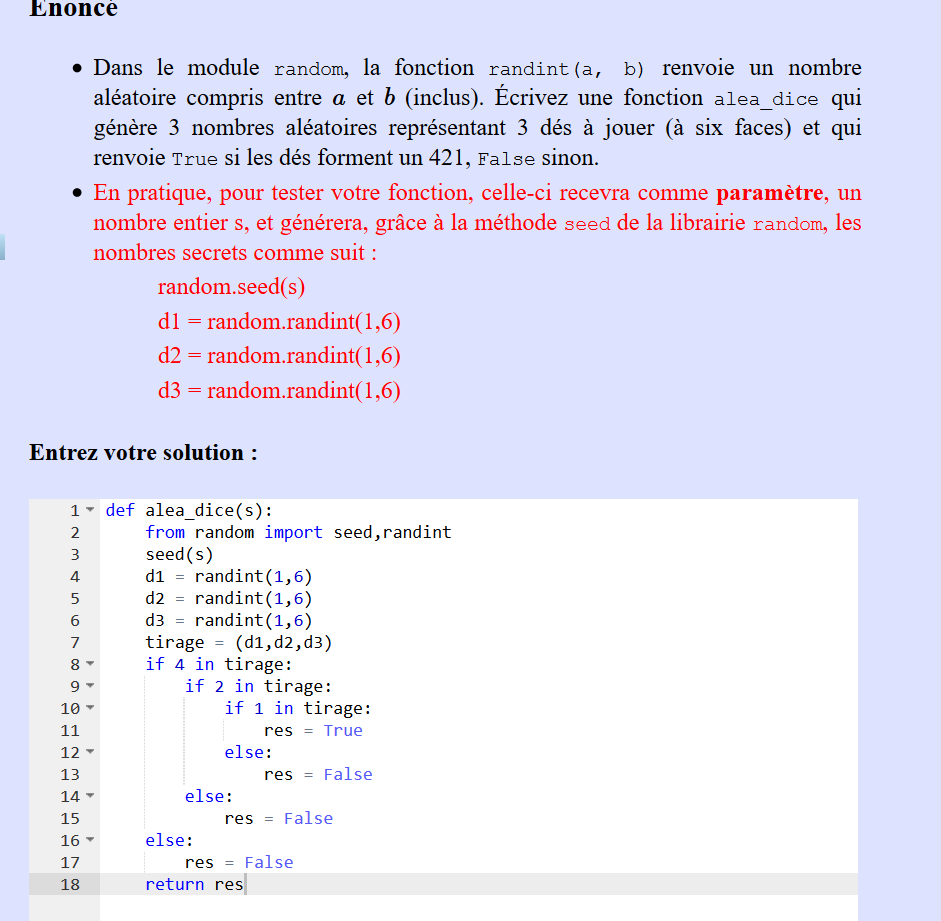 Énoncé
Dans le module random, la fonction randint(a, b) renvoie un nombre
aléatoire compris entre a et b (inclus). Écrivez une fonction alea_dice qui
génère 3 nombres aléatoires représentant 3 dés à jouer (à six faces) et qui
renvoie True si les dés forment un 421, False sinon.
En pratique, pour tester votre fonction, celle-ci recevra comme paramètre, un
nombre entier s, et générera, grâce à la méthode seed de la librairie random, les
nombres secrets comme suit :
random.seed(s)
d1 = random.randint(1,6)
d2 = random.randint(1,6)
d3 = random.randint(1,6)
Entrez votre solution :
1 def alea_dice(s):
2     from random import seed,randint
3     seed(s)
4     d1 = randint(1,6)
5     d2 = randint(1,6)
6     d3 = randint(1,6)
7     tirage = (d1,d2,d3)
8     if 4 in tirage:
9         if 2 in tirage:
10             if 1 in tirage:
11                 res = True
12             else:
13                 res = False
14         else:
15             res = False
16     else:
17         res = False
18     return res